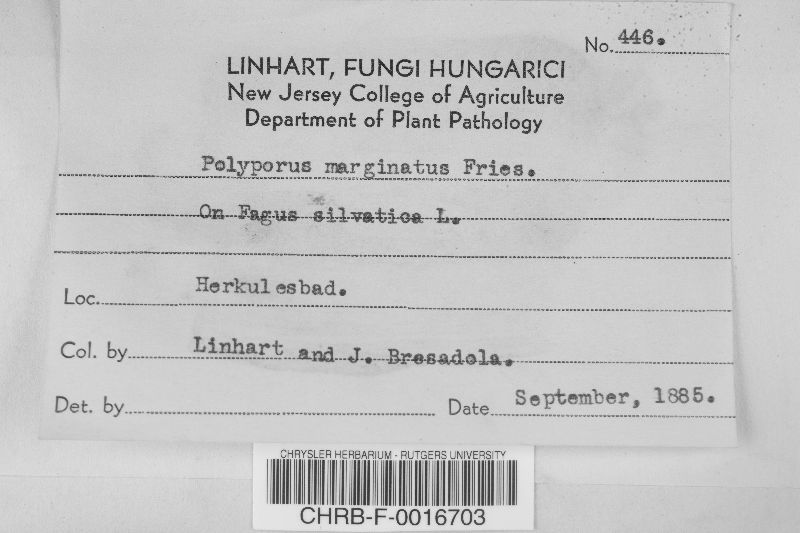 No. 446.
LINHART, FUNGI HUNGARICI
New Jersey College of Agriculture
Department of Plant Pathology
Polyporus marginatus Fries.
On Fagus silvatica L.
Loc. Herkulesbad.
Col. by Linhart and J. Bresadola.
Det. by Date September, 1885.
CHRYSLER HERBARIUM - RUTGERS UNIVERSITY
CHRB-F-0016703